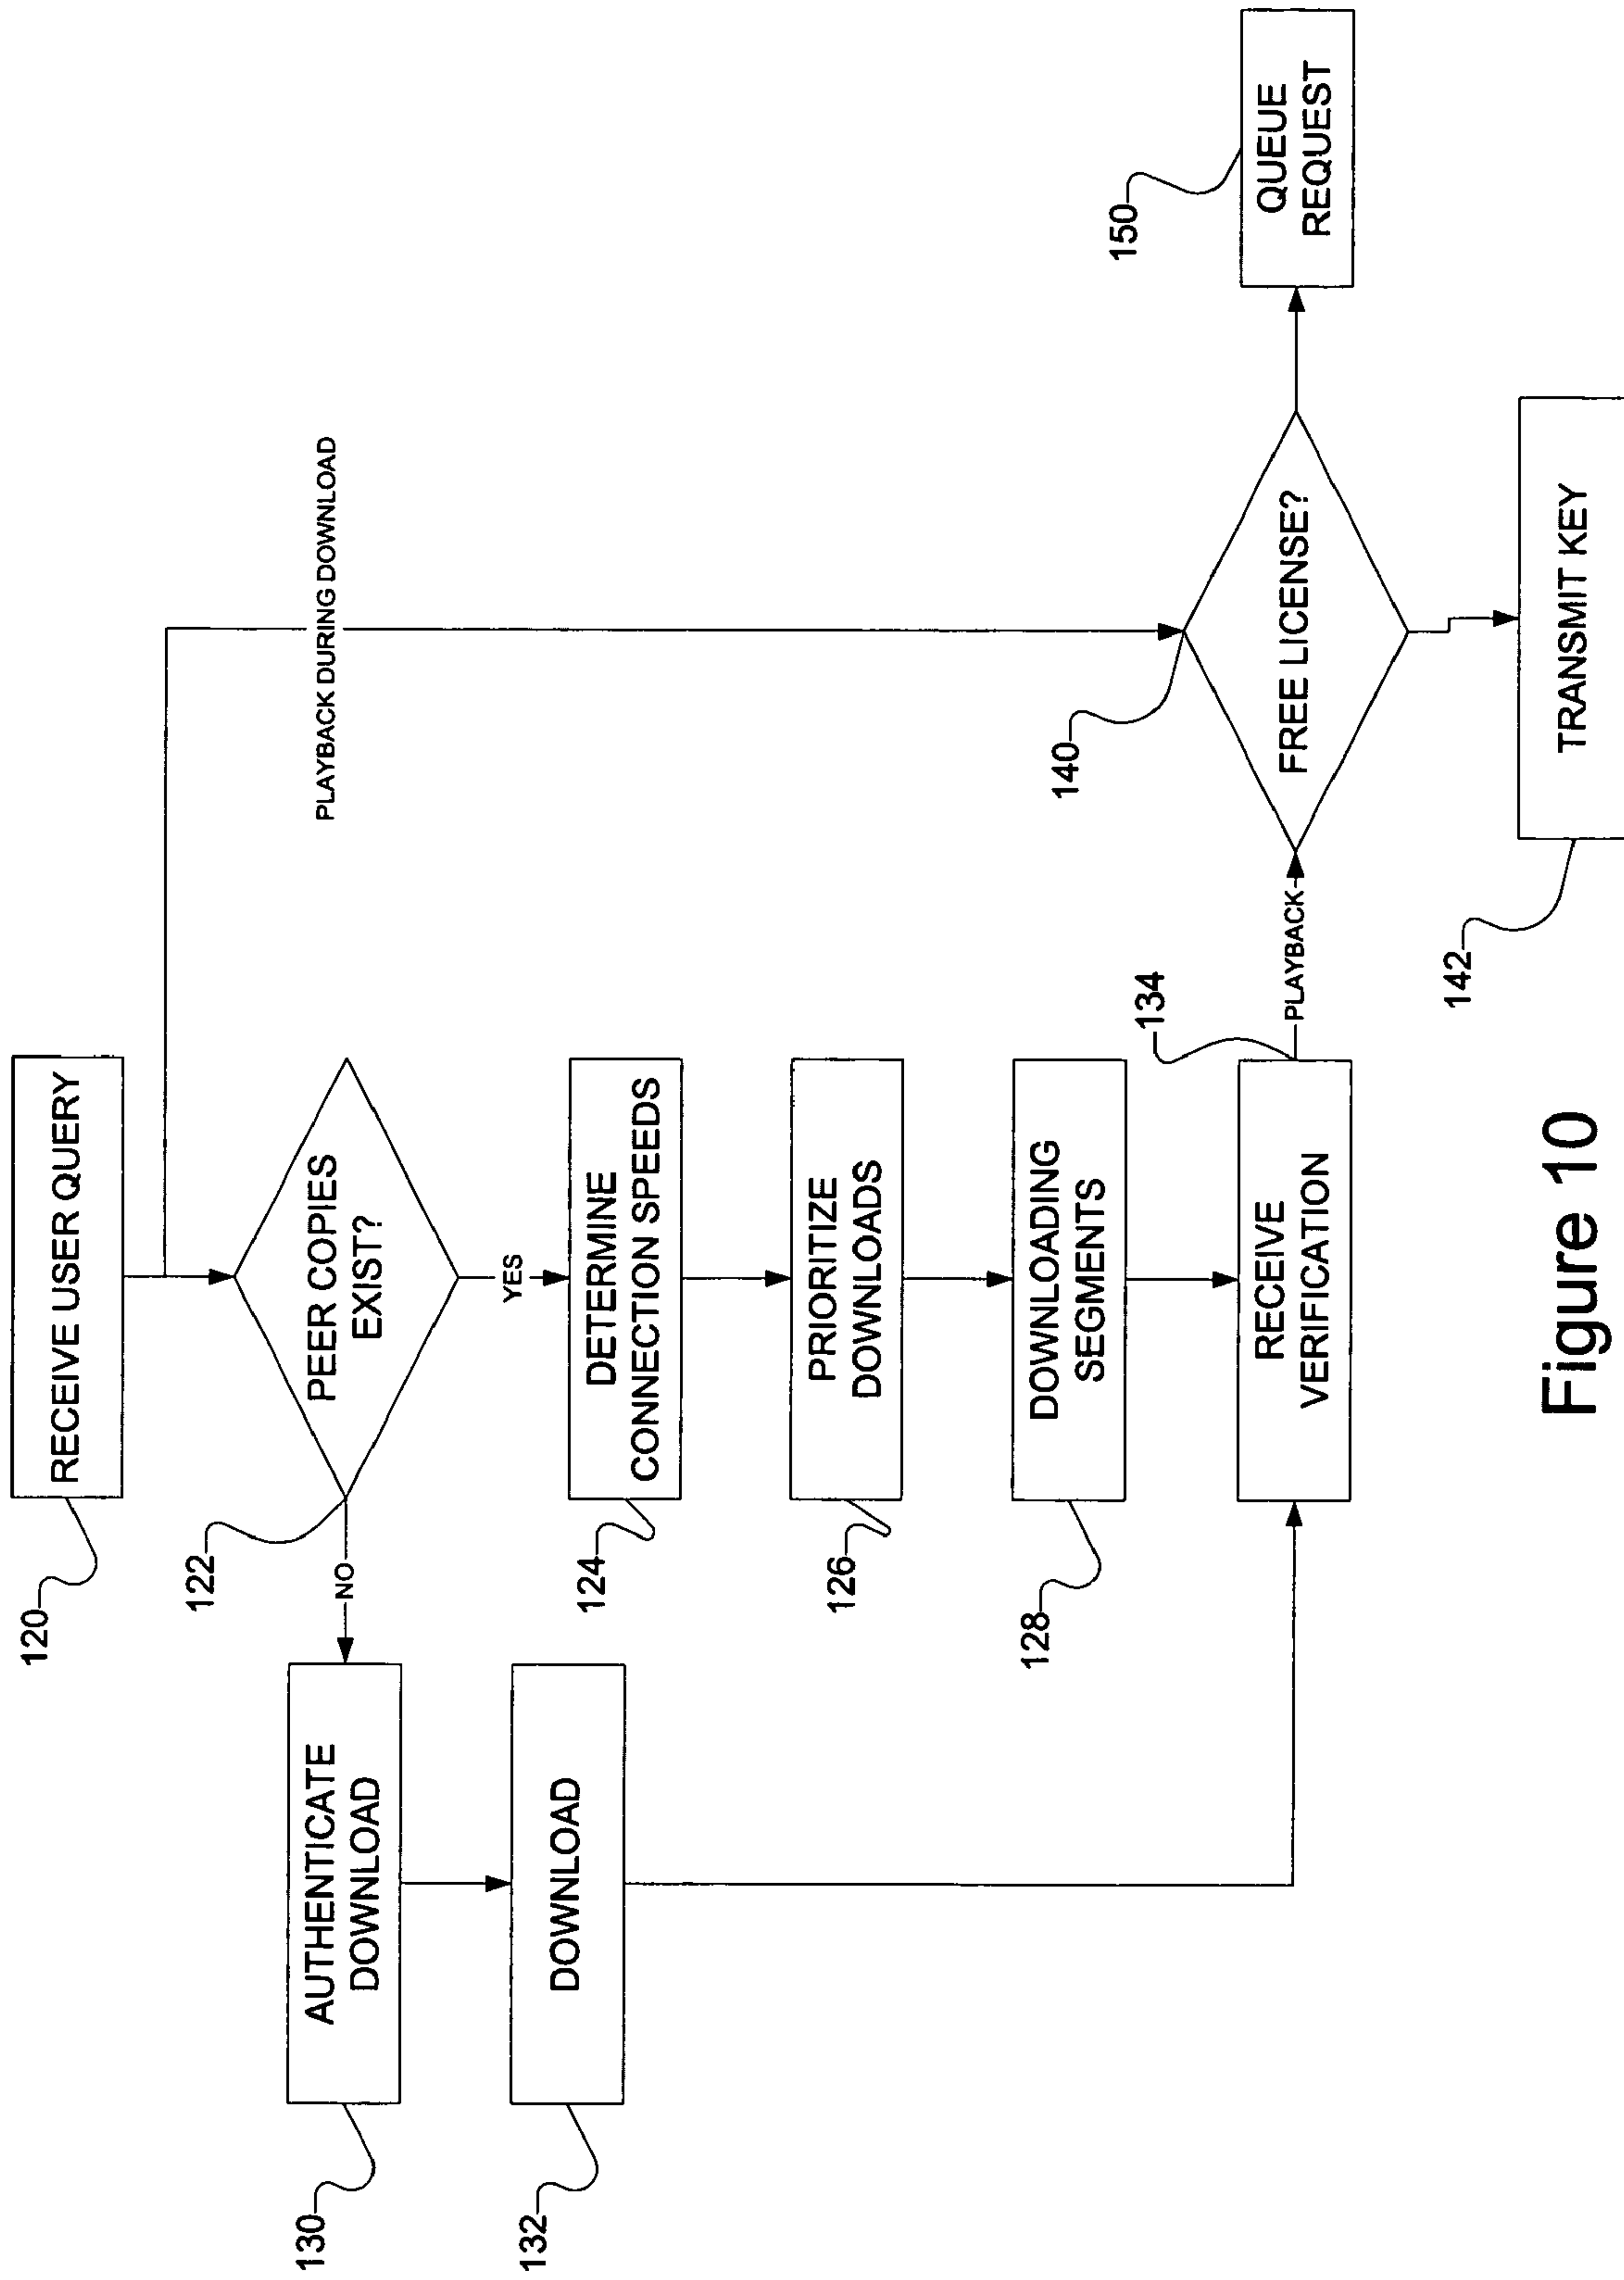 120
RECEIVE USER QUERY
PLAYBACK DURING DOWNLOAD
122
PEER COPIES
EXIST?
NO
YES
130
AUTHENTICATE
DOWNLOAD
124
DETERMINE
CONNECTION SPEEDS
132
DOWNLOAD
126
PRIORITIZE
DOWNLOADS
128
DOWNLOADING
SEGMENTS
134
RECEIVE
VERIFICATION
PLAYBACK
140
FREE LICENSE?
150
QUEUE
REQUEST
142
TRANSMIT KEY
Figure 10